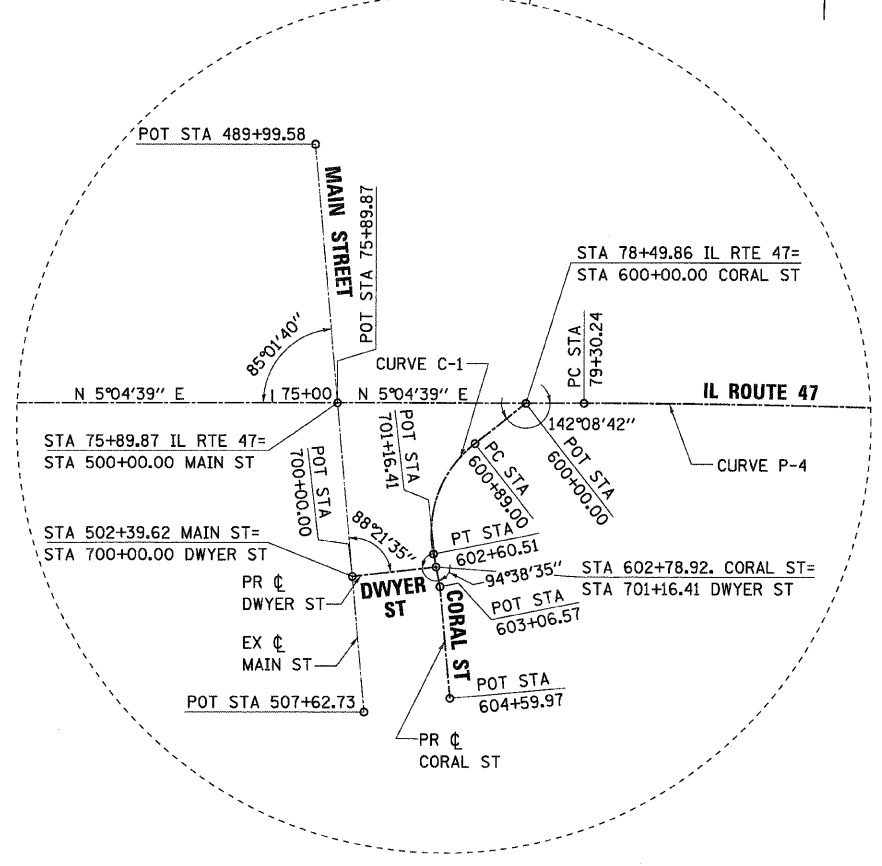 POT STA 489+99.58
MAIN STREET
POT STA 75+89.87
STA 78+49.86 IL RTE 47=
STA 600+00.00 CORAL ST
85°01'40"
CURVE C-1
PC STA
79+30.24
N 5°04'39" E
75+00
N 5°04'39" E
IL ROUTE 47
142°08'42"
STA 75+89.87 IL RTE 47=
STA 500+00.00 MAIN ST
POT STA
700+00.00
POT STA
701+16.41
PC STA
600+89.00
POT STA
600+00.00
CURVE P-4
STA 502+39.62 MAIN ST=
STA 700+00.00 DWYER ST
88°21'35"
PT STA
602+60.51
94°38'35"
STA 602+78.92. CORAL ST=
STA 701+16.41 DWYER ST
PR ℄
DWYER ST
DWYER
ST
CORAL ST
POT STA
603+06.57
EX ℄
MAIN ST
POT STA 507+62.73
POT STA
604+59.97
PR ℄
CORAL ST